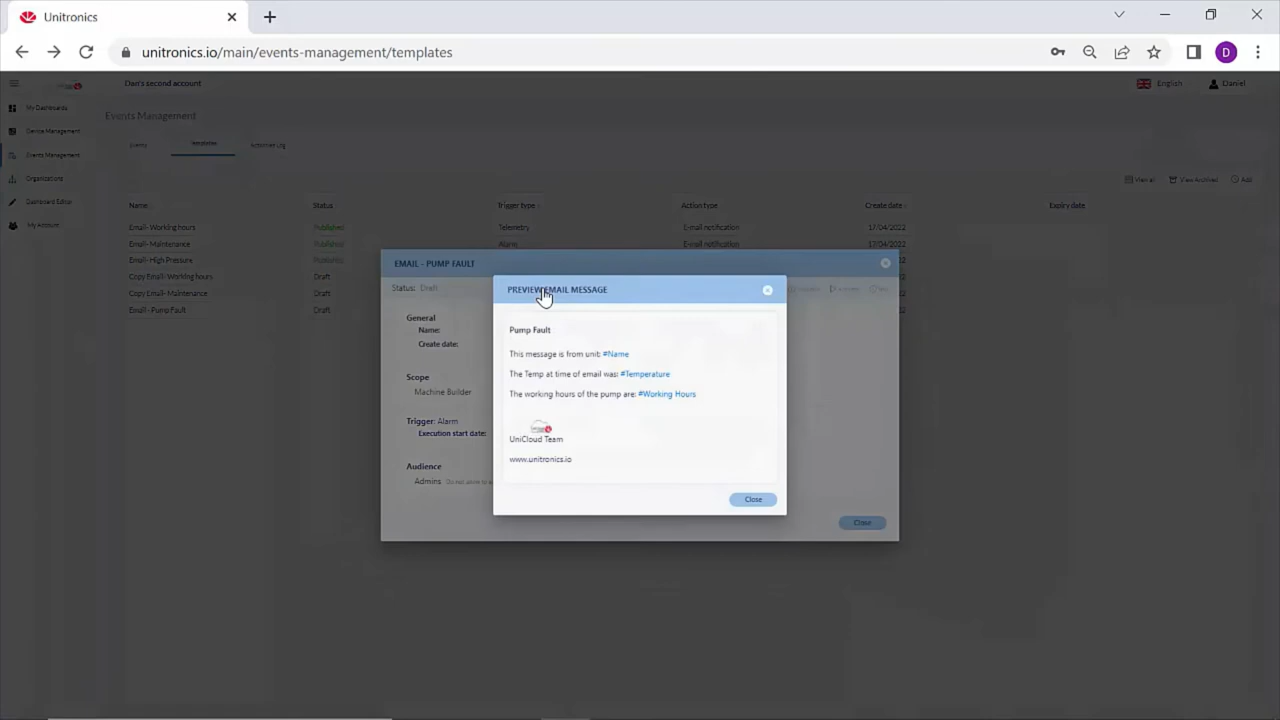 Unitronics
unitronics.io/main/events-management/templates
D
Dan's second account
English
Daniel
My Dashboards
Device Management
Events Management
Organizations
Dashboard Editor
My Account
Events Management
Events
Templates
Activities Log
View all
View Archived
Add
Name
Status
Trigger type
Action type
Create date
Expiry date
Email- Working hours
Published
Telemetry
E-mail notification
17/04/2022
Email- Maintenance
Published
Alarm
E-mail notification
17/04/2022
Email- High Pressure
Published
2022
Copy Email- Working hours
Draft
2022
Copy Email- Maintenance
Draft
2022
Email - Pump Fault
Draft
2022
EMAIL - PUMP FAULT
Status: Draft
General
Name:
Create date:
Scope
Machine Builder
Trigger: Alarm
Execution start date:
Audience
Admins
Close
PREVIEW EMAIL MESSAGE
Pump Fault
This message is from unit: #Name
The Temp at time of email was: #Temperature
The working hours of the pump are: #Working Hours
UniCloud Team
www.unitronics.io
Close